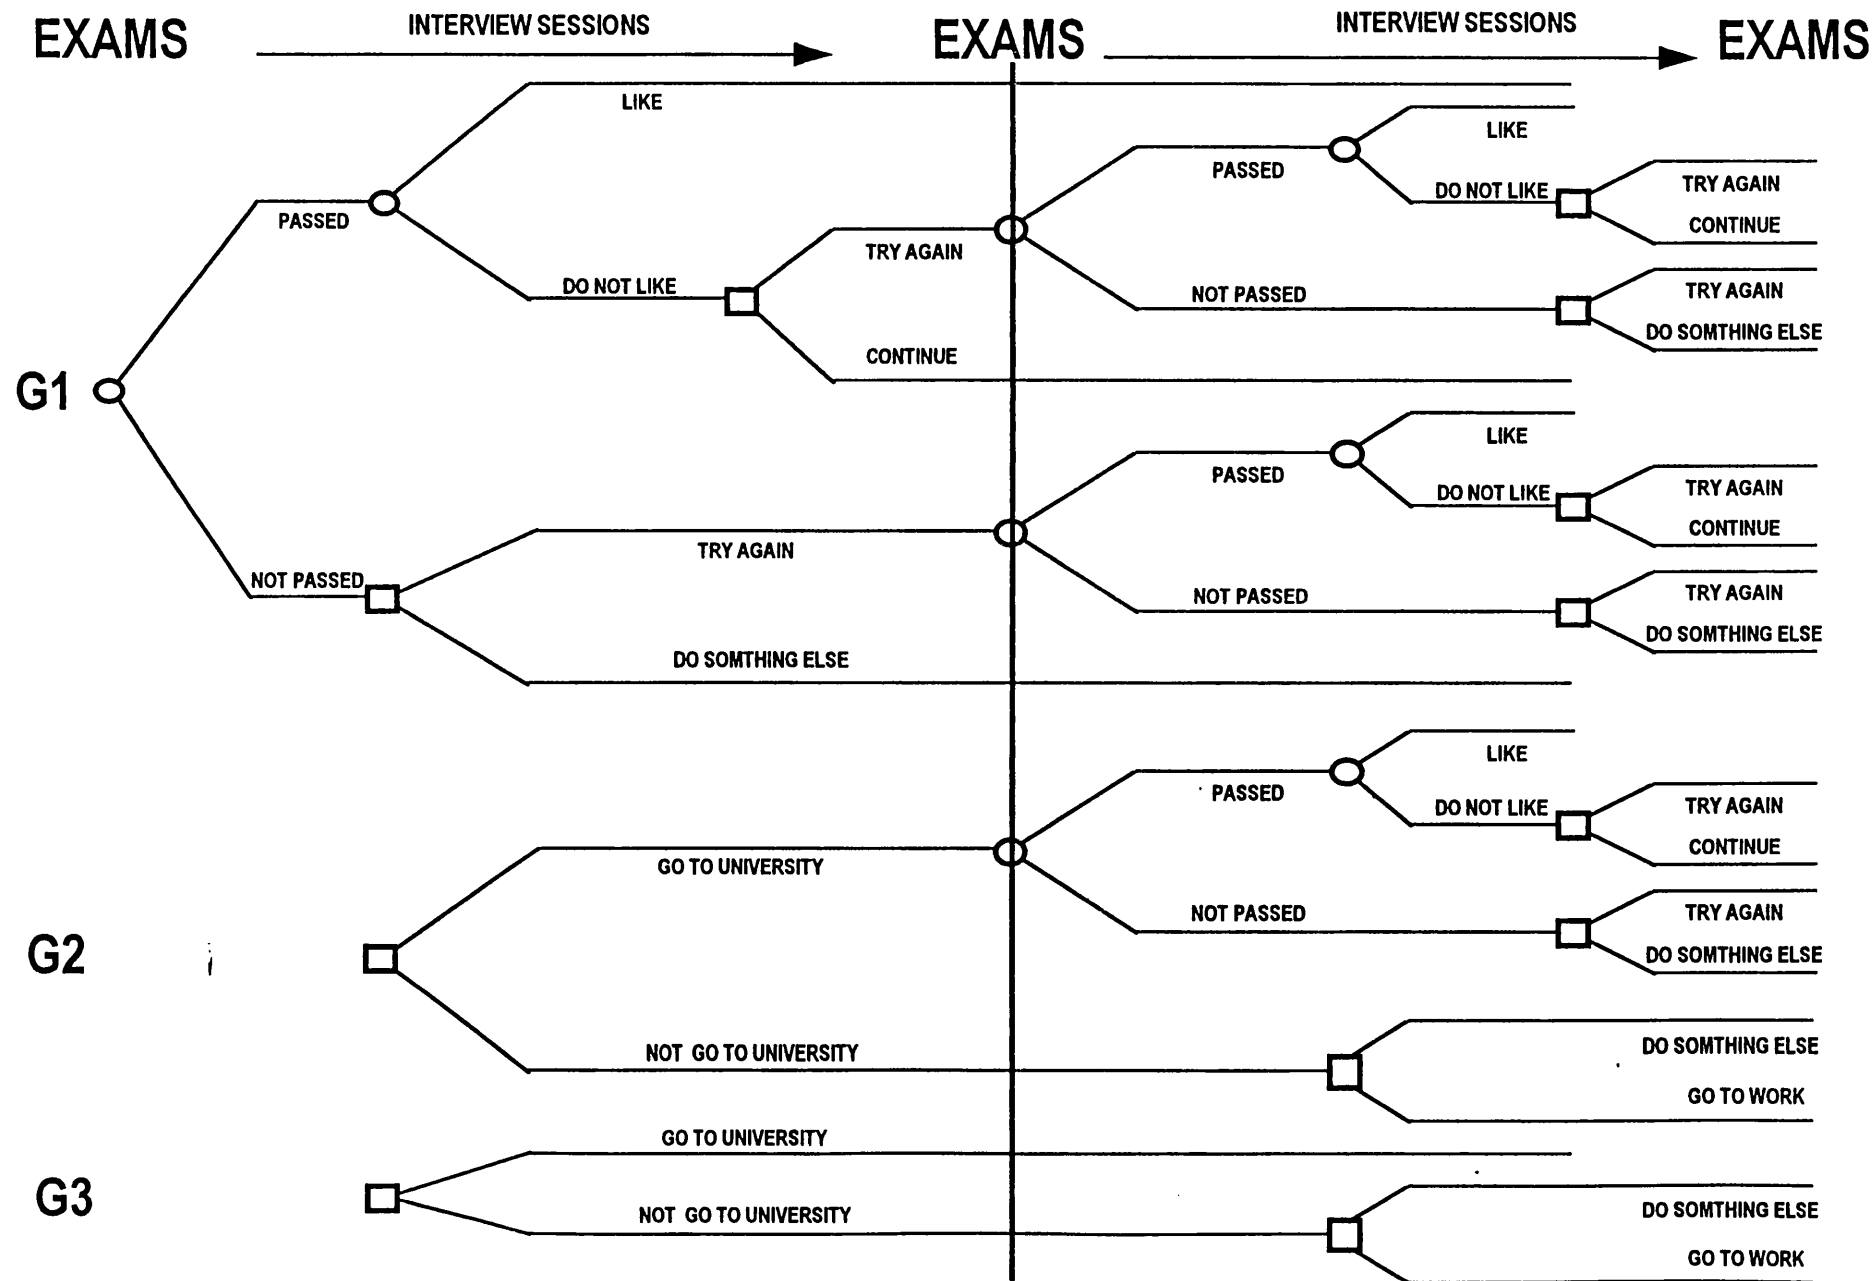 EXAMS INTERVIEW SESSIONS EXAMS INTERVIEW SESSIONS EXAMS
LIKE
LIKE
PASSED
DO NOT LIKE
TRY AGAIN
PASSED
CONTINUE
TRY AGAIN
DO NOT LIKE
NOT PASSED
TRY AGAIN
DO SOMTHING ELSE
CONTINUE
G1
LIKE
PASSED
DO NOT LIKE
TRY AGAIN
CONTINUE
TRY AGAIN
NOT PASSED
NOT PASSED
TRY AGAIN
DO SOMTHING ELSE
DO SOMTHING ELSE
LIKE
PASSED
DO NOT LIKE
TRY AGAIN
CONTINUE
GO TO UNIVERSITY
NOT PASSED
TRY AGAIN
G2
DO SOMTHING ELSE
NOT GO TO UNIVERSITY
DO SOMTHING ELSE
GO TO WORK
GO TO UNIVERSITY
G3
NOT GO TO UNIVERSITY
DO SOMTHING ELSE
GO TO WORK